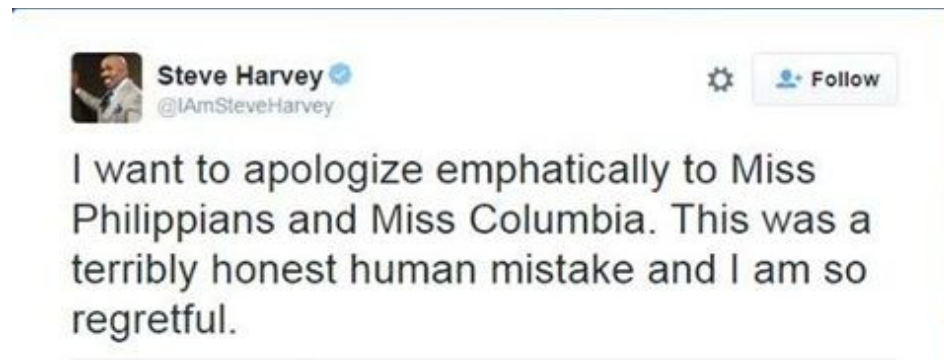 Steve Harvey
@IAmSteveHarvey
Follow
I want to apologize emphatically to Miss
Philippians and Miss Columbia. This was a
terribly honest human mistake and I am so
regretful.